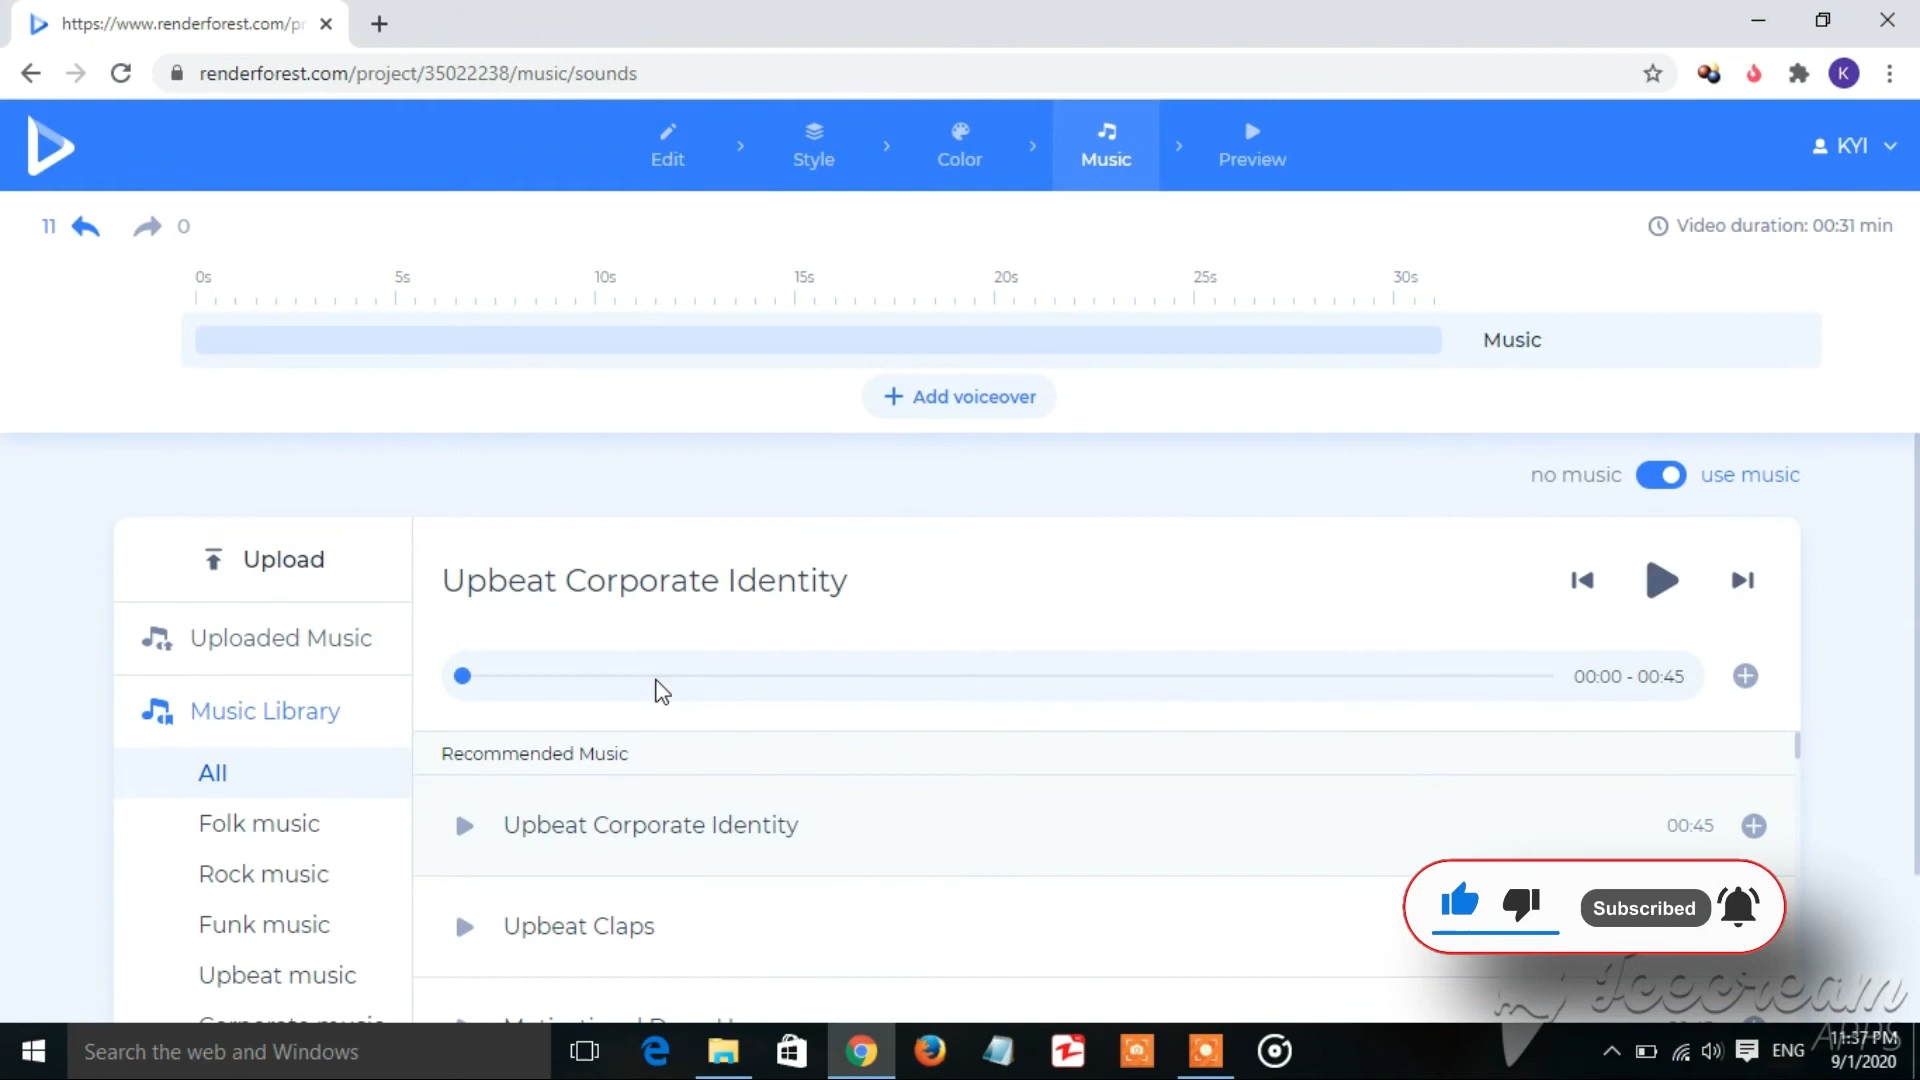 https://www.renderforest.com/pr
renderforest.com/project/35022238/music/sounds
K
Edit
Style
Color
Music
Preview
KYI
11
0
Video duration: 00:31 min
0s 5s 10s 15s 20s 25s 30s
Music
Add voiceover
no music
use music
Upload
Upbeat Corporate Identity
Uploaded Music
00:00 - 00:45
Music Library
Recommended Music
All
Upbeat Corporate Identity
00:45
Folk music
Rock music
Subscribed
Funk music
Upbeat Claps
Upbeat music
Icecream
APPS
Search the web and Windows
ENG
11:37 PM
9/1/2020